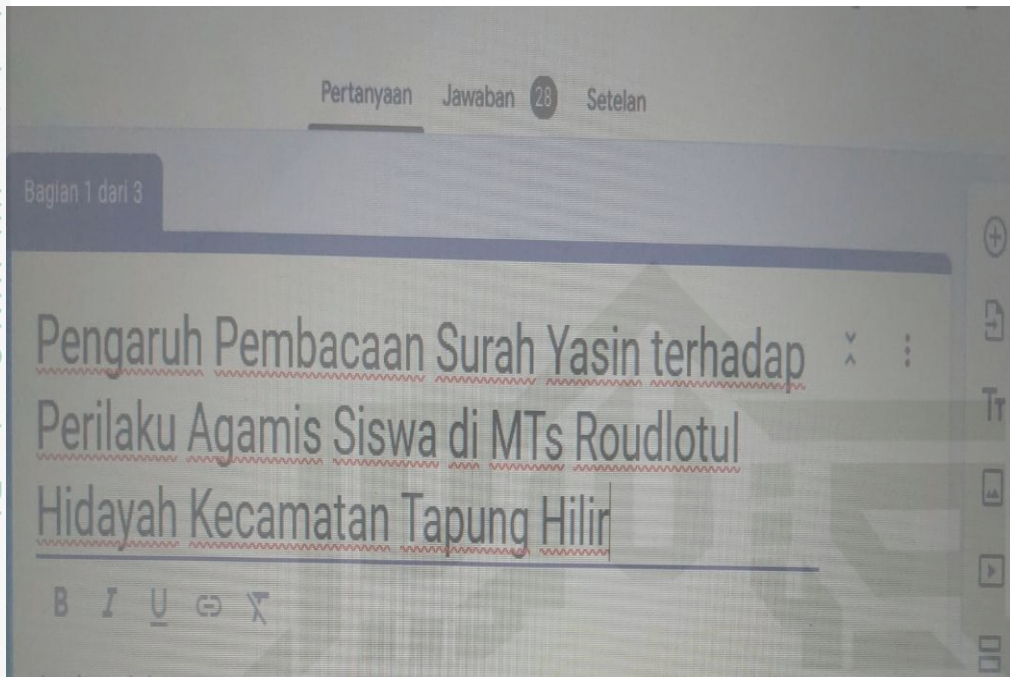 Pertanyaan Jawaban 28 Setelan
Bagian 1 dari 3
Pengaruh Pembacaan Surah Yasin terhadap
Perilaku Agamis Siswa di MTs Roudlotul
Hidayah Kecamatan Tapung Hilir
B I U